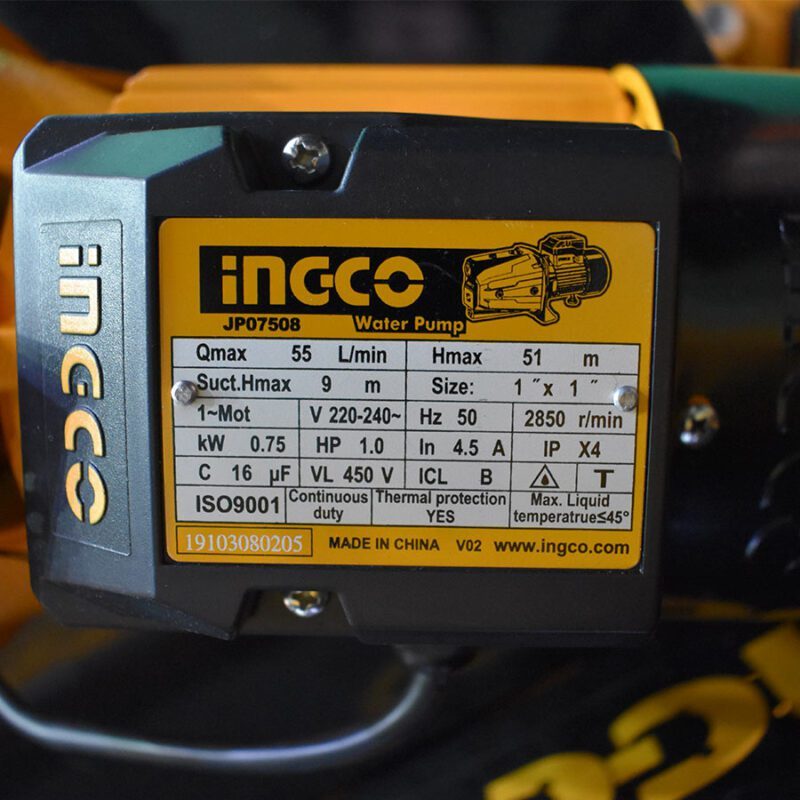 ingco
ingco
JP07508 Water Pump
Qmax 55 L/min Hmax 51 m
Suct.Hmax 9 m Size: 1 ″x 1 ″
1~Mot V 220-240~ Hz 50 2850 r/min
kW 0.75 HP 1.0 In 4.5 A IP X4
C 16 µF VL 450 V ICL B T
ISO9001 Continuous duty Thermal protection YES Max. Liquid temperatrue≤45°
19103080205 MADE IN CHINA V02 www.ingco.com